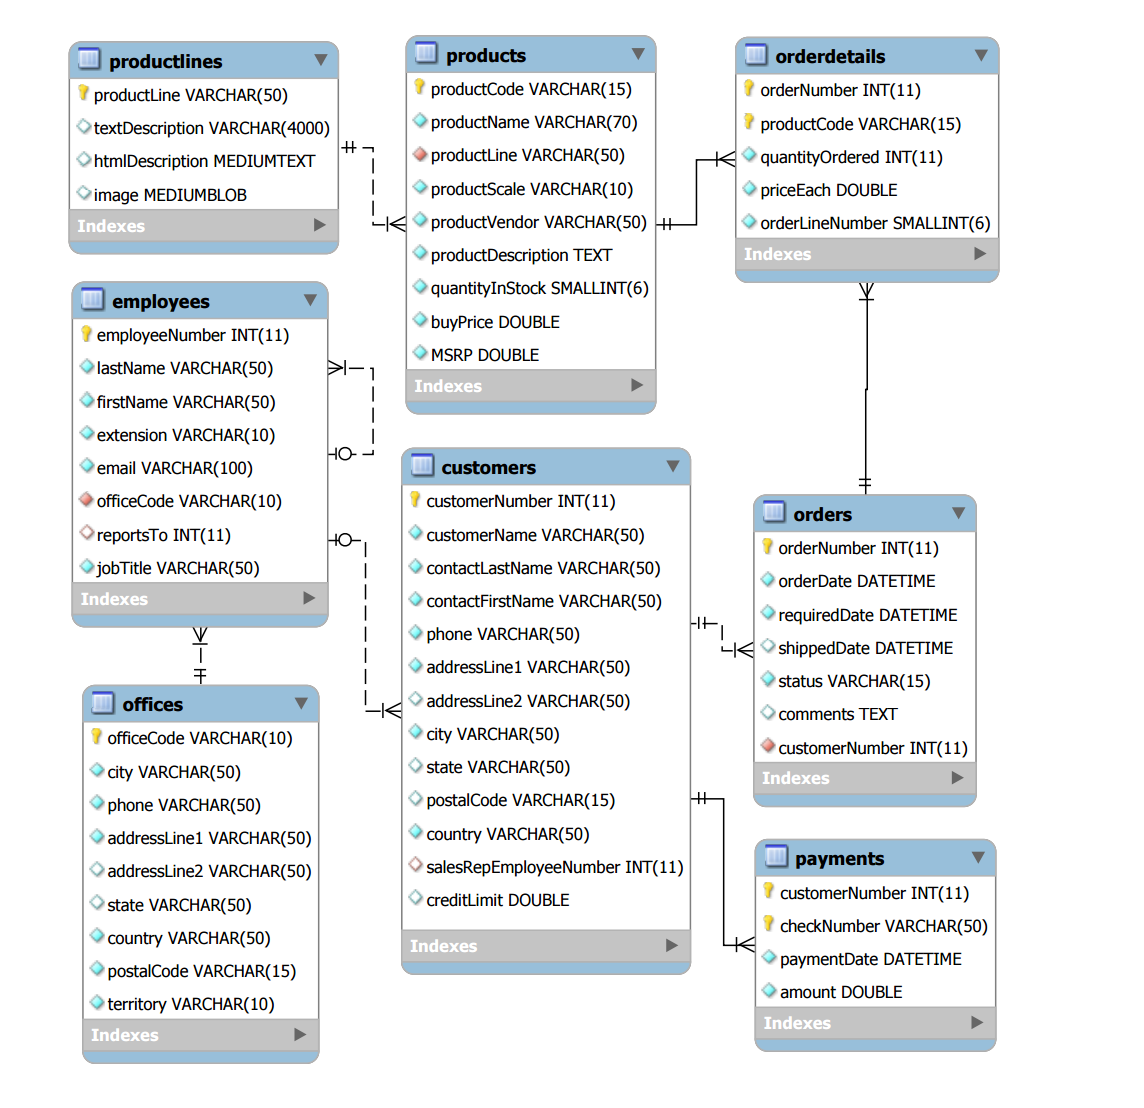 productlines
productLine VARCHAR(50)
textDescription VARCHAR(4000)
htmlDescription MEDIUMTEXT
image MEDIUMBLOB
Indexes
products
productCode VARCHAR(15)
productName VARCHAR(70)
productLine VARCHAR(50)
productScale VARCHAR(10)
productVendor VARCHAR(50)
productDescription TEXT
quantityInStock SMALLINT(6)
buyPrice DOUBLE
MSRP DOUBLE
Indexes
orderdetails
orderNumber INT(11)
productCode VARCHAR(15)
quantityOrdered INT(11)
priceEach DOUBLE
orderLineNumber SMALLINT(6)
Indexes
employees
employeeNumber INT(11)
lastName VARCHAR(50)
firstName VARCHAR(50)
extension VARCHAR(10)
email VARCHAR(100)
officeCode VARCHAR(10)
reportsTo INT(11)
jobTitle VARCHAR(50)
Indexes
customers
customerNumber INT(11)
customerName VARCHAR(50)
contactLastName VARCHAR(50)
contactFirstName VARCHAR(50)
phone VARCHAR(50)
addressLine1 VARCHAR(50)
addressLine2 VARCHAR(50)
city VARCHAR(50)
state VARCHAR(50)
postalCode VARCHAR(15)
country VARCHAR(50)
salesRepEmployeeNumber INT(11)
creditLimit DOUBLE
Indexes
orders
orderNumber INT(11)
orderDate DATETIME
requiredDate DATETIME
shippedDate DATETIME
status VARCHAR(15)
comments TEXT
customerNumber INT(11)
Indexes
offices
officeCode VARCHAR(10)
city VARCHAR(50)
phone VARCHAR(50)
addressLine1 VARCHAR(50)
addressLine2 VARCHAR(50)
state VARCHAR(50)
country VARCHAR(50)
postalCode VARCHAR(15)
territory VARCHAR(10)
Indexes
payments
customerNumber INT(11)
checkNumber VARCHAR(50)
paymentDate DATETIME
amount DOUBLE
Indexes